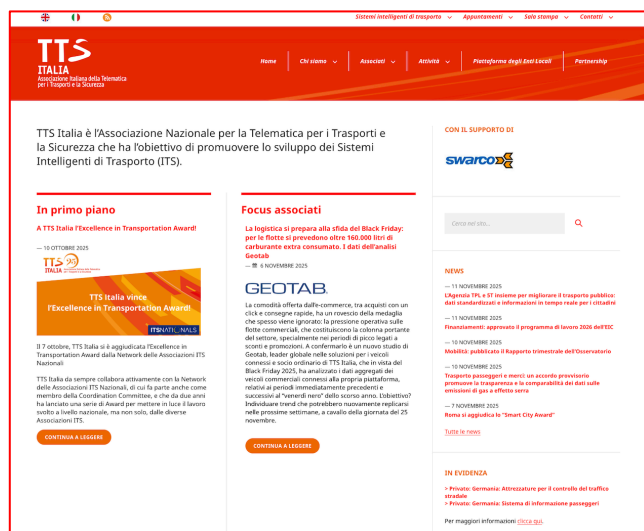 Sistemi intelligenti di trasporto Appuntamenti Sala stampa Contatti
TTS
ITALIA
Associazione Italiana della Telematica
per i Trasporti e la Sicurezza
Home Chi siamo Associati Attività Piattaforma degli Enti Locali Partnership
TTS Italia è l'Associazione Nazionale per la Telematica per i Trasporti e
la Sicurezza che ha l'obiettivo di promuovere lo sviluppo dei Sistemi
Intelligenti di Trasporto (ITS).
In primo piano
A TTS Italia l'Excellence in Transportation Award!
— 10 OTTOBRE 2025
TTS 25
ITALIA
TTS Italia vince
l'Excellence in Transportation Award!
ITSNATIONALS
Il 7 ottobre, TTS Italia si è aggiudicata l'Excellence in
Transportation Award dalla Network delle Associazioni ITS
Nazionali
TTS Italia da sempre collabora attivamente con la Network
delle Associazioni ITS Nazionali, di cui fa parte anche come
membro della Coordination Committee, e che da due anni
ha lanciato una serie di Award per mettere in luce il lavoro
svolto a livello nazionale, ma non solo, dalle diverse
Associazioni ITS.
CONTINUA A LEGGERE
Focus associati
La logistica si prepara alla sfida del Black Friday:
per le flotte si prevedono oltre 160.000 litri di
carburante extra consumato. I dati dell'analisi
Geotab
— 6 NOVEMBRE 2025
GEOTAB.
La comodità offerta dall'e-commerce, tra acquisti con un
click e consegne rapide, ha un rovescio della medaglia
che spesso viene ignorato: la pressione operativa sulle
flotte commerciali, che costituiscono la colonna portante
del settore, specialmente nei periodi di picco legati a
sconti e promozioni. A confermarlo è un nuovo studio di
Geotab, leader globale nelle soluzioni per i veicoli
connessi e socio ordinario di TTS Italia, che in vista del
Black Friday 2025, ha analizzato i dati aggregati dei
veicoli commerciali connessi alla propria piattaforma,
relativi ai periodi immediatamente precedenti e
successivi al "venerdì nero" dello scorso anno. L'obiettivo?
Individuare trend che potrebbero nuovamente replicarsi
nelle prossime settimane, a cavallo della giornata del 25
novembre.
CONTINUA A LEGGERE
CON IL SUPPORTO DI
swarco
Cerca nel sito...
NEWS
— 11 NOVEMBRE 2025
L'Agenzia TPL e ST insieme per migliorare il trasporto pubblico:
dati standardizzati e informazioni in tempo reale per i cittadini
— 11 NOVEMBRE 2025
Finanziamenti: approvato il programma di lavoro 2026 dell'EIC
— 10 NOVEMBRE 2025
Mobilità: pubblicato il Rapporto trimestrale dell'Osservatorio
— 10 NOVEMBRE 2025
Trasporto passeggeri e merci: un accordo provvisorio
promuove la trasparenza e la comparabilità dei dati sulle
emissioni di gas a effetto serra
— 7 NOVEMBRE 2025
Roma si aggiudica lo "Smart City Award"
Tutte le news
IN EVIDENZA
> Privato: Germania: Attrezzature per il controllo del traffico
stradale
> Privato: Germania: Sistema di informazione passeggeri
Per maggiori informazioni clicca qui.